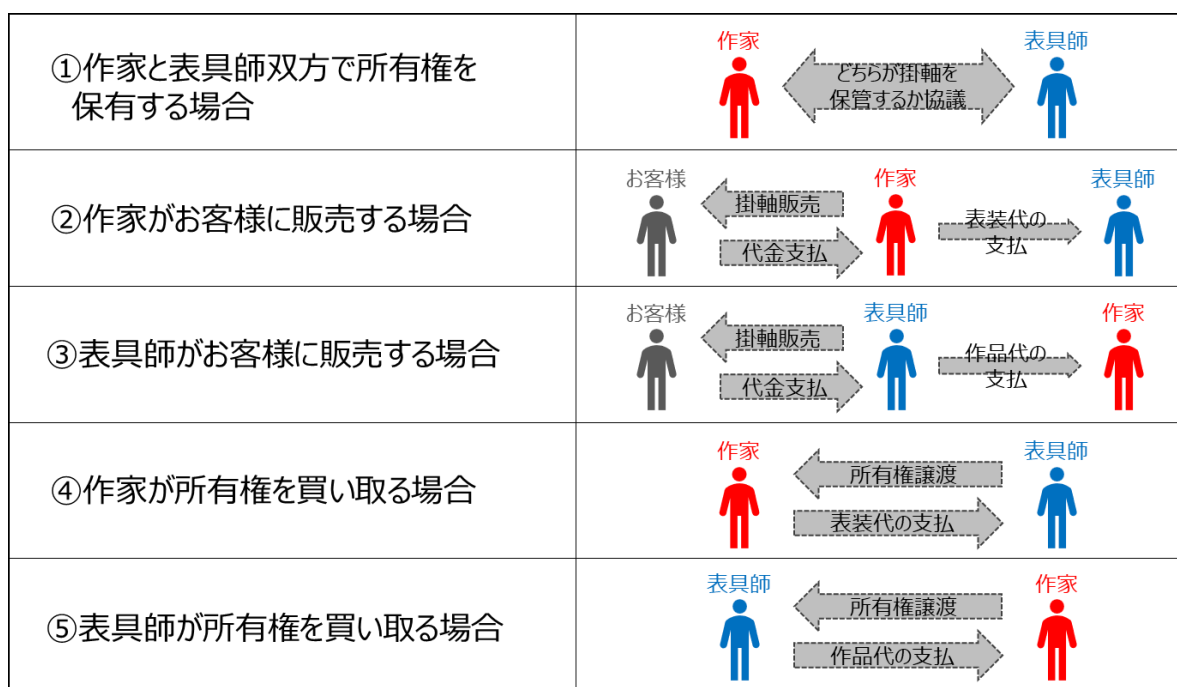 ①作家と表具師双方で所有権を
保有する場合
作家
表具師
どちらが掛軸を
保管するか協議
②作家がお客様に販売する場合
お客様
作家
表具師
掛軸販売
代金支払
表装代の
支払
③表具師がお客様に販売する場合
お客様
表具師
作家
掛軸販売
代金支払
作品代の
支払
④作家が所有権を買い取る場合
作家
表具師
所有権譲渡
表装代の支払
⑤表具師が所有権を買い取る場合
表具師
作家
所有権譲渡
作品代の支払